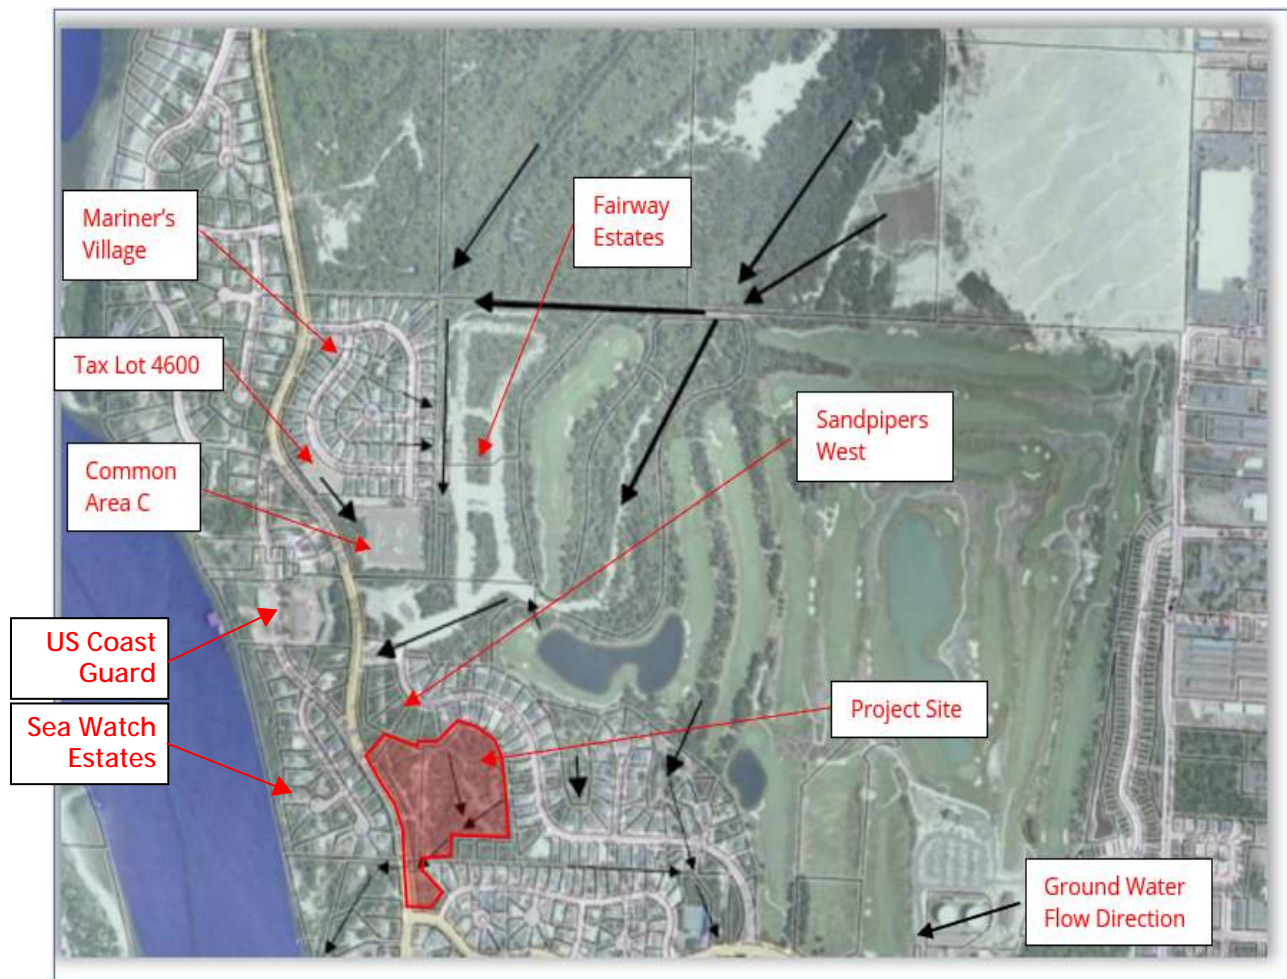 Mariner's
Village
Fairway
Estates
Tax Lot 4600
Sandpipers
West
Common
Area C
US Coast
Guard
Project Site
Sea Watch
Estates
Ground Water
Flow Direction